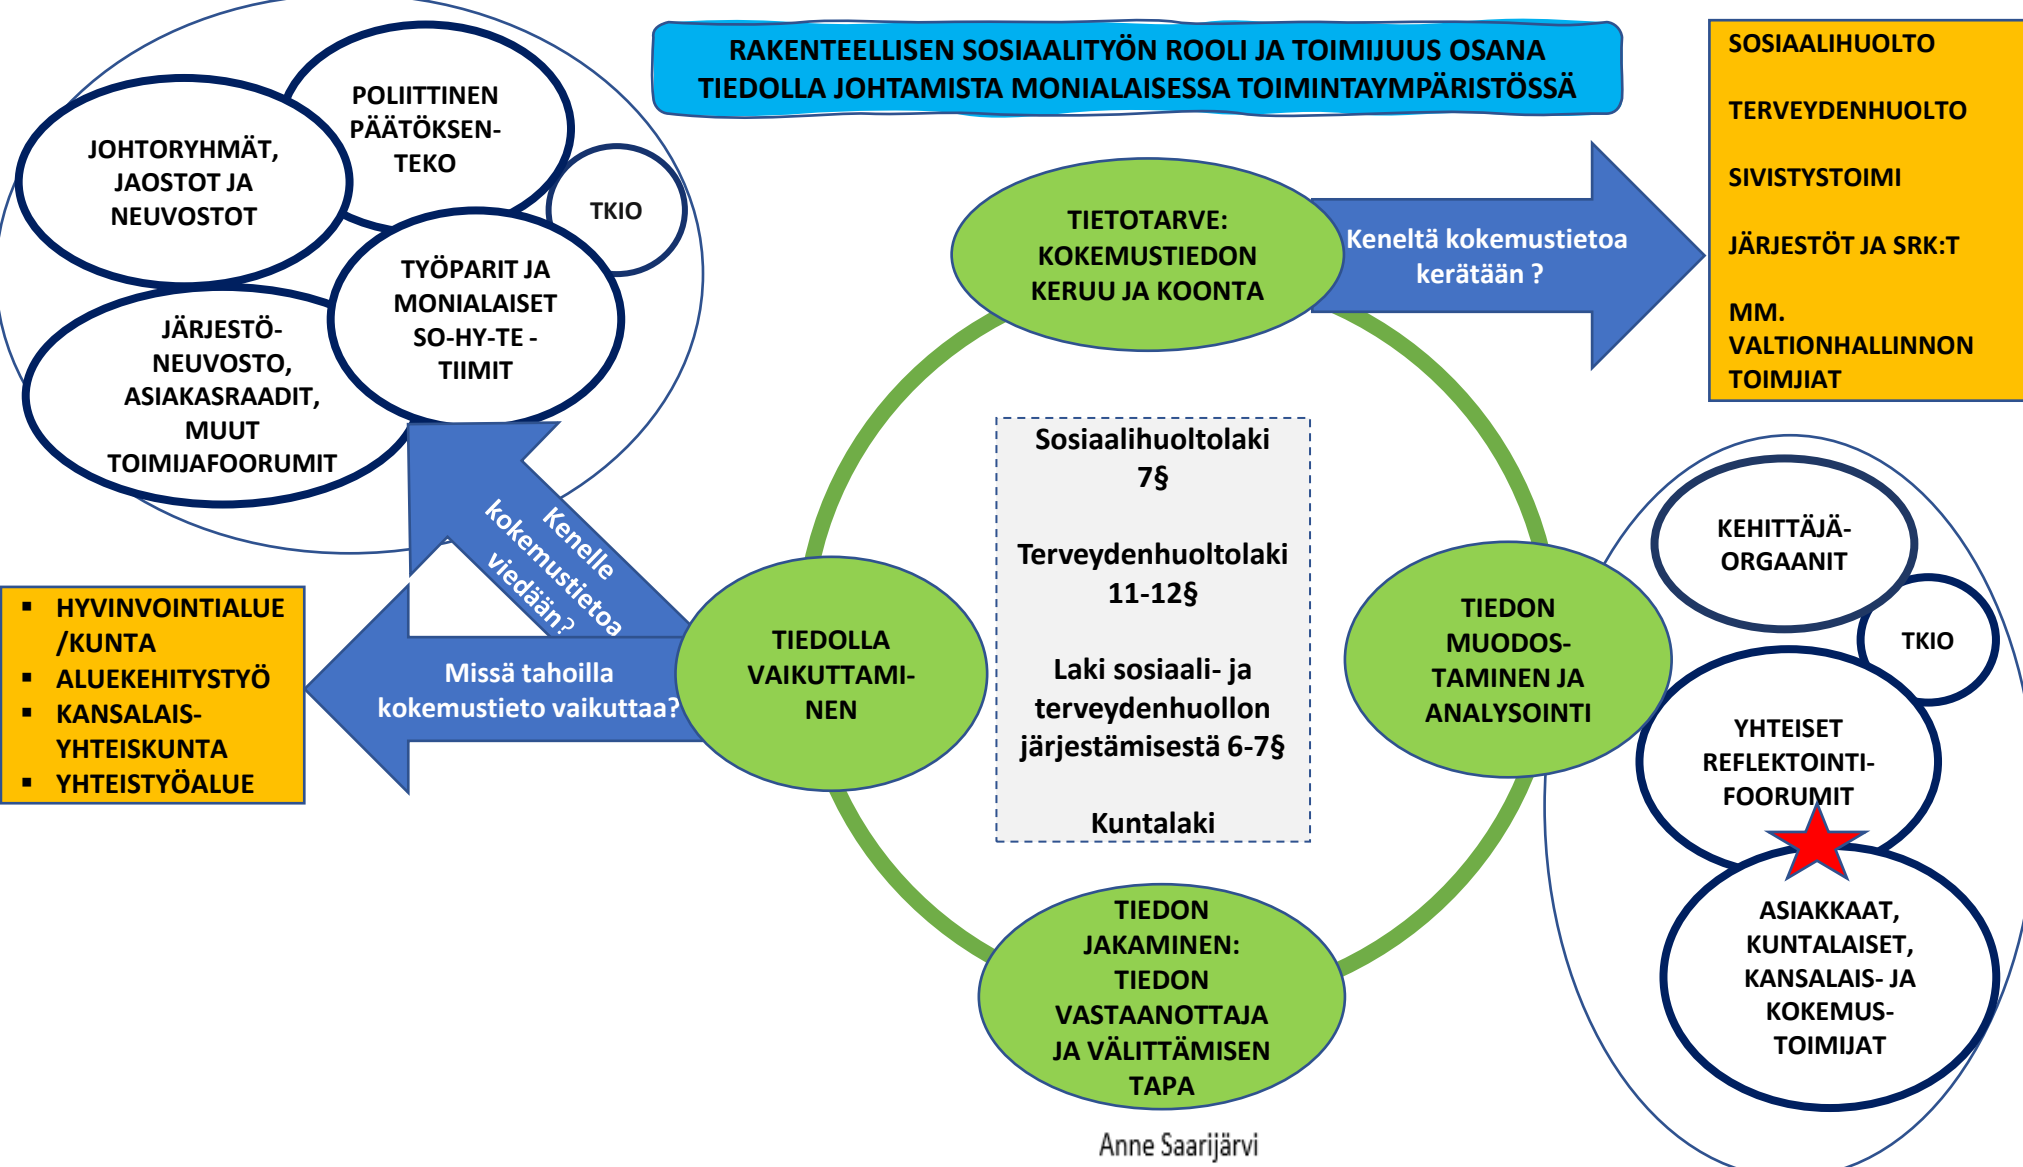 RAKENTEELLISEN SOSIAALITYÖN ROOLI JA TOIMIJUUS OSANA
TIEDOLLA JOHTAMISTA MONIALAISESSA TOIMINTAYMPÄRISTÖSSÄ
POLIITTINEN
PÄÄTÖKSEN-
TEKO
JOHTORYHMÄT,
JAOSTOT JA
NEUVOSTOT
TKIO
TYÖPARIT JA
MONIALAISET
SO-HY-TE -
TIIMIT
JÄRJESTÖ-
NEUVOSTO,
ASIAKASRAADIT,
MUUT
TOIMIJAFOORUMIT
TIETOTARVE:
KOKEMUSTIEDON
KERUU JA KOONTA
Keneltä kokemustietoa
kerätään ?
SOSIAALIHUOLTO
TERVEYDENHUOLTO
SIVISTYSTOIMI
JÄRJESTÖT JA SRK:T
MM.
VALTIONHALLINNON
TOIMJIAT
Sosiaalihuoltolaki
7§
Terveydenhuoltolaki
11-12§
Laki sosiaali- ja
terveydenhuollon
järjestämisestä 6-7§
Kuntalaki
KEHITTÄJÄ-
ORGAANIT
TKIO
TIEDON
MUODOS-
TAMINEN JA
ANALYSOINTI
YHTEISET
REFLEKTOINTI-
FOORUMIT
ASIAKKAAT,
KUNTALAISET,
KANSALAIS- JA
KOKEMUS-
TOIMIJAT
TIEDON
JAKAMINEN:
TIEDON
VASTAANOTTAJA
JA VÄLITTÄMISEN
TAPA
TIEDOLLA
VAIKUTTAMI-
NEN
Kenelle
kokemustietoa
viedään?
Missä tahoilla
kokemustieto vaikuttaa?
▪ HYVINVOINTIALUE
/KUNTA
▪ ALUEKEHITYSTYÖ
▪ KANSALAIS-
YHTEISKUNTA
▪ YHTEISTYÖALUE
Anne Saarijärvi